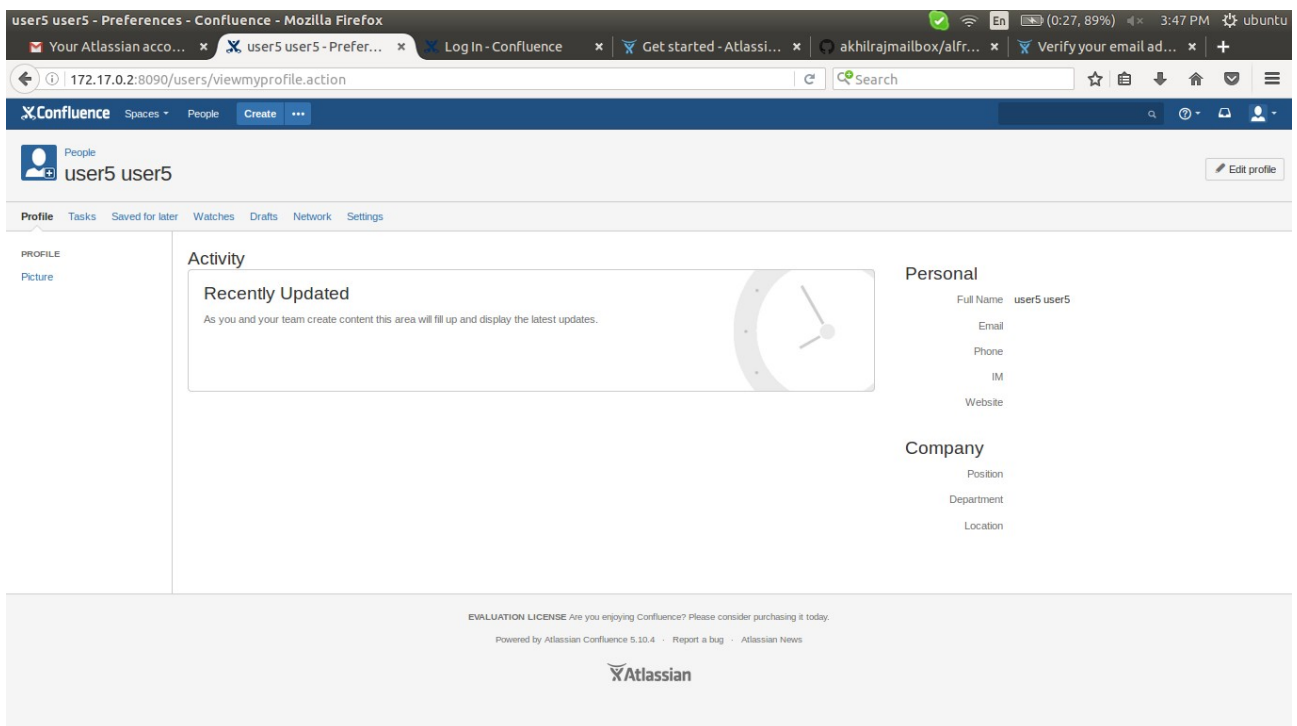 user5 user5 - Preferences - Confluence - Mozilla Firefox
En (0:27, 89%) 3:47 PM ubuntu
Your Atlassian acco... × user5 user5 - Prefer... × Log In - Confluence × Get started - Atlassi... × akhilrajmailbox/alfr... × Verify your email ad... × +
172.17.0.2:8090/users/viewmyprofile.action Search
Confluence Spaces People Create •••
People
user5 user5
Edit profile
Profile Tasks Saved for later Watches Drafts Network Settings
PROFILE
Picture
Activity
Recently Updated
As you and your team create content this area will fill up and display the latest updates.
Personal
Full Name user5 user5
Email
Phone
IM
Website
Company
Position
Department
Location
EVALUATION LICENSE Are you enjoying Confluence? Please consider purchasing it today.
Powered by Atlassian Confluence 5.10.4 · Report a bug · Atlassian News
Atlassian